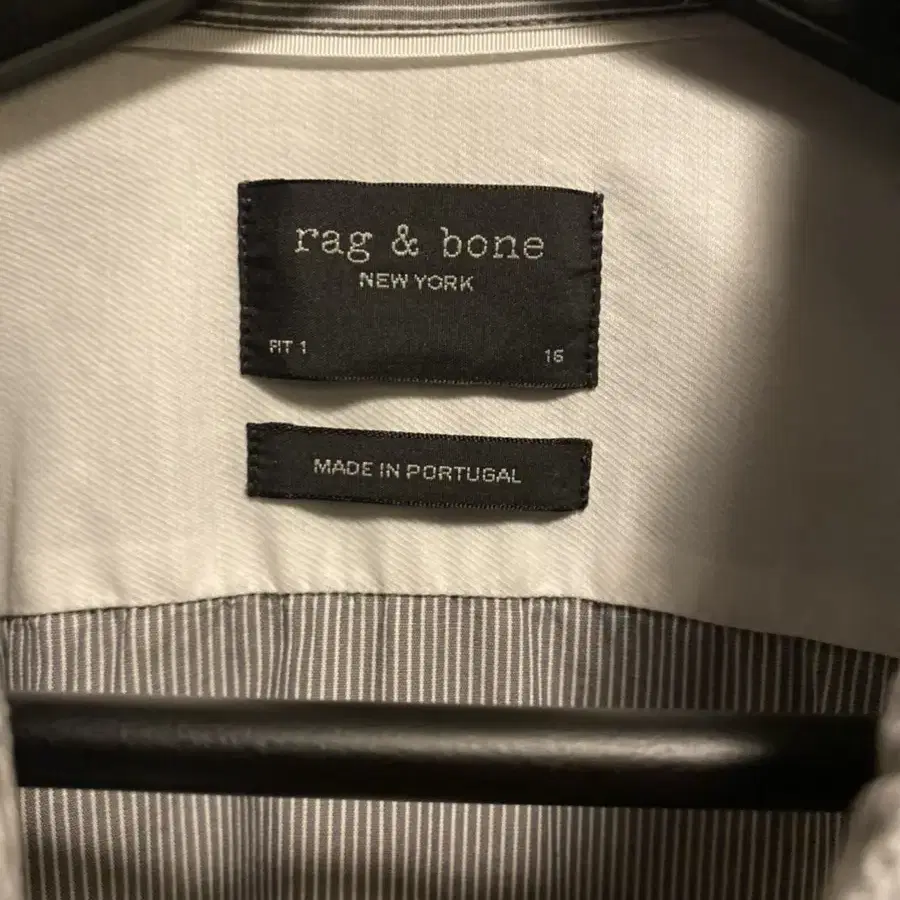 rag & bone
NEW YORK
FIT 1 16
MADE IN PORTUGAL